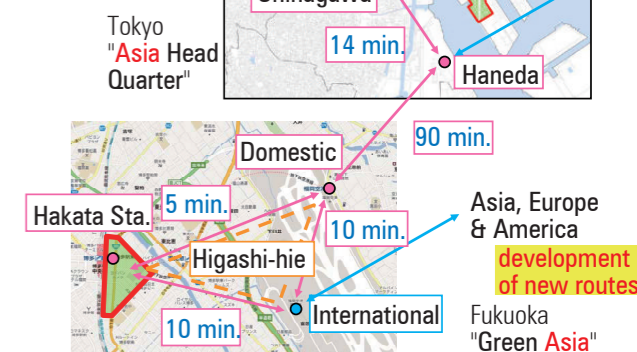 Tokyo
"Asia Head
Quarter"
14 min.
Haneda
90 min.
Domestic
Hakata Sta.
5 min.
10 min.
Higashi-hie
10 min.
International
Asia, Europe
& America
development
of new routes
Fukuoka
"Green Asia"